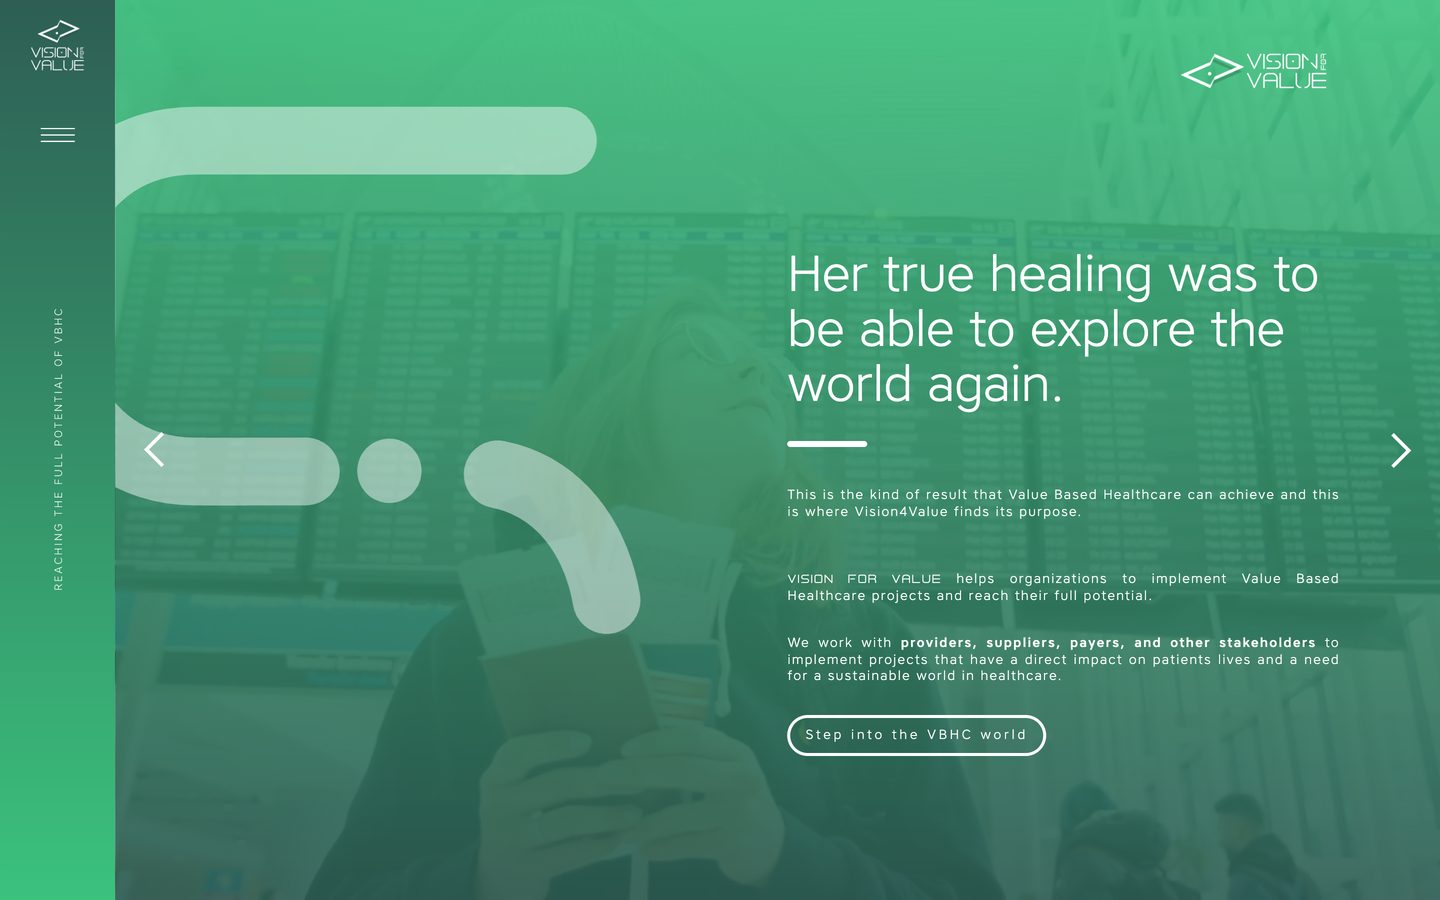 VISION FOR
VALUE
REACHING THE FULL POTENTIAL OF VBHC
VISION FOR
VALUE
Her true healing was to
be able to explore the
world again.
This is the kind of result that Value Based Healthcare can achieve and this
is where Vision4Value finds its purpose.
VISION FOR VALUE helps organizations to implement Value Based
Healthcare projects and reach their full potential.
We work with providers, suppliers, payers, and other stakeholders to
implement projects that have a direct impact on patients lives and a need
for a sustainable world in healthcare.
Step into the VBHC world